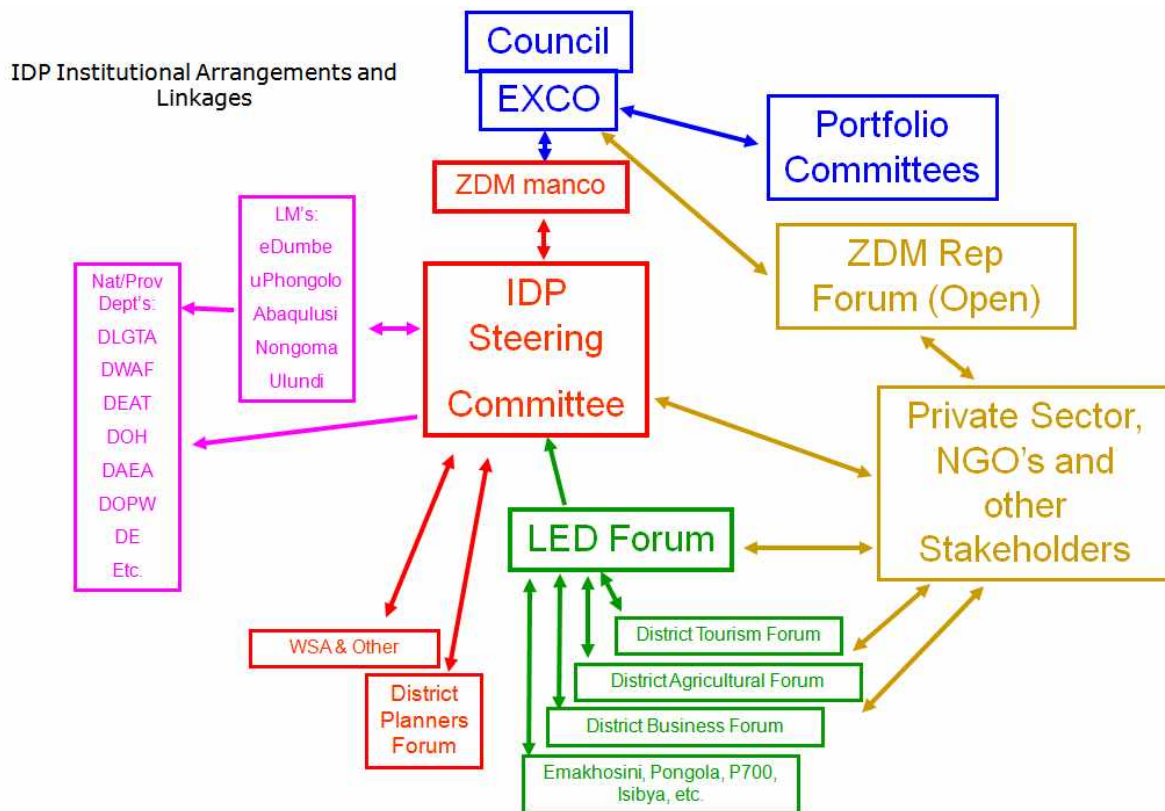 IDP Institutional Arrangements and
Linkages
Council
EXCO
Portfolio
Committees
ZDM manco
ZDM Rep
Forum (Open)
LM's:
eDumbe
uPhongolo
Abaqulusi
Nongoma
Ulundi
Nat/Prov
Dept's:
DLGTA
DWAF
DEAT
DOH
DAEA
DOPW
DE
Etc.
IDP
Steering
Committee
Private Sector,
NGO's and
other
Stakeholders
LED Forum
WSA & Other
District
Planners
Forum
District Tourism Forum
District Agricultural Forum
District Business Forum
Emakhosini, Pongola, P700,
Isibya, etc.